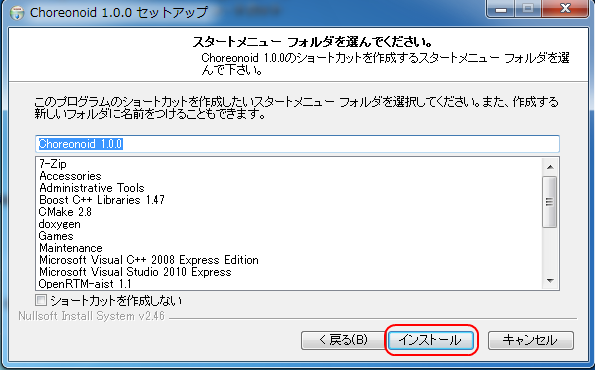 Choreonoid 1.0.0 セットアップ
スタートメニュー フォルダを選んでください。
Choreonoid 1.0.0のショートカットを作成するスタートメニュー フォルダを選
んで下さい。
このプログラムのショートカットを作成したいスタートメニュー フォルダを選択してください。また、作成する
新しいフォルダに名前をつけることもできます。
Choreonoid 1.0.0
7-Zip
Accessories
Administrative Tools
Boost C++ Libraries 1.47
CMake 2.8
doxygen
Games
Maintenance
Microsoft Visual C++ 2008 Express Edition
Microsoft Visual Studio 2010 Express
OpenRTM-aist 1.1
ショートカットを作成しない
Nullsoft Install System v2.46
< 戻る(B)
インストール
キャンセル